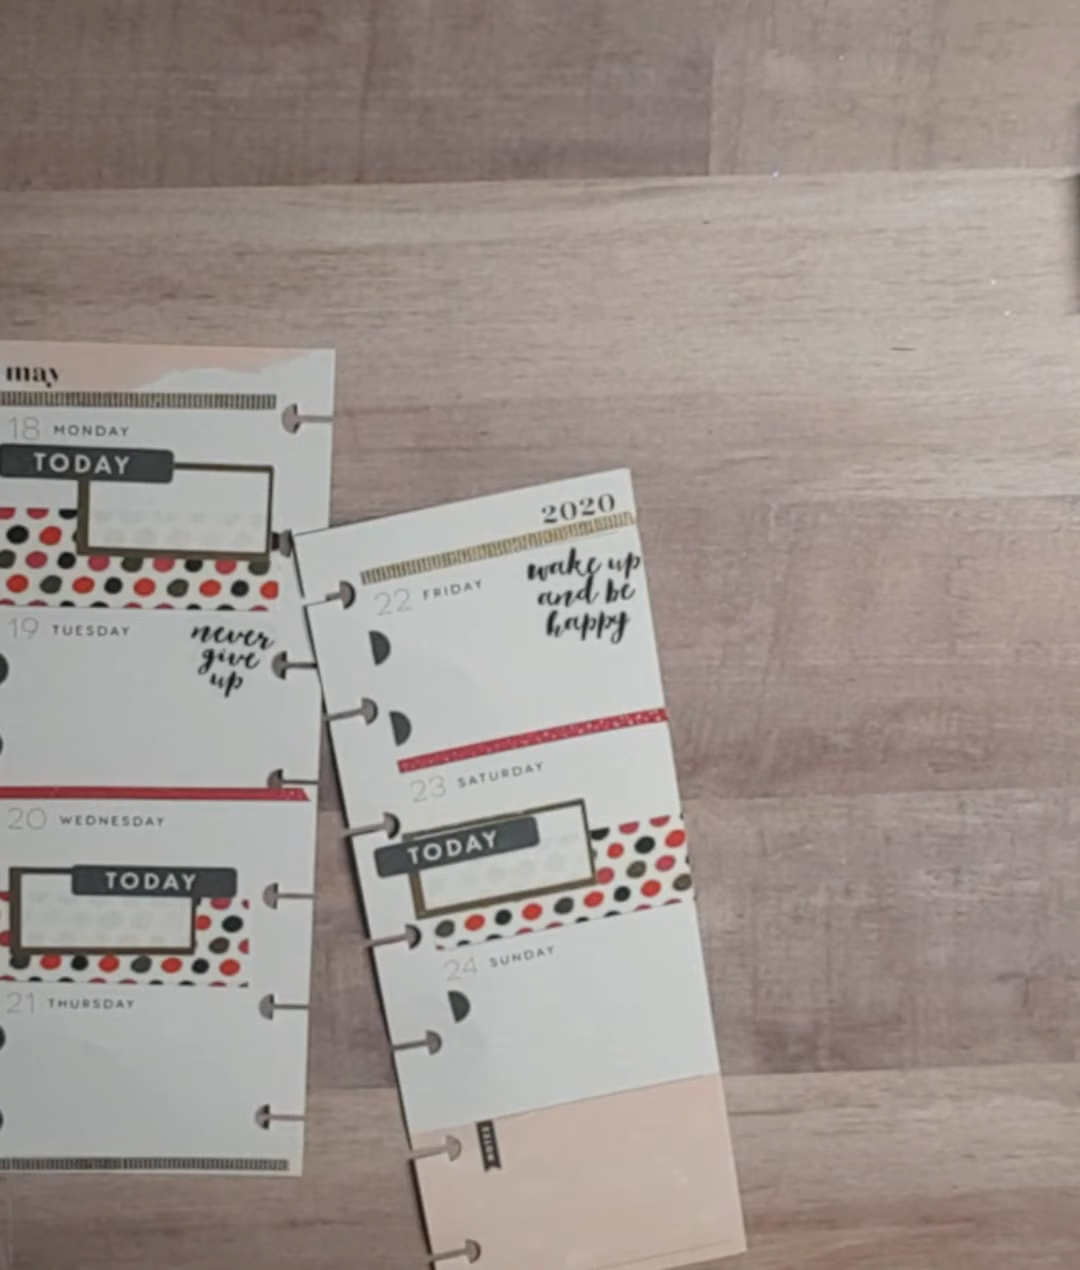 may
18 MONDAY
TODAY
19 TUESDAY
never
give
up
20 WEDNESDAY
TODAY
21 THURSDAY
2020
22 FRIDAY
wake up
and be
happy
23 SATURDAY
TODAY
24 SUNDAY